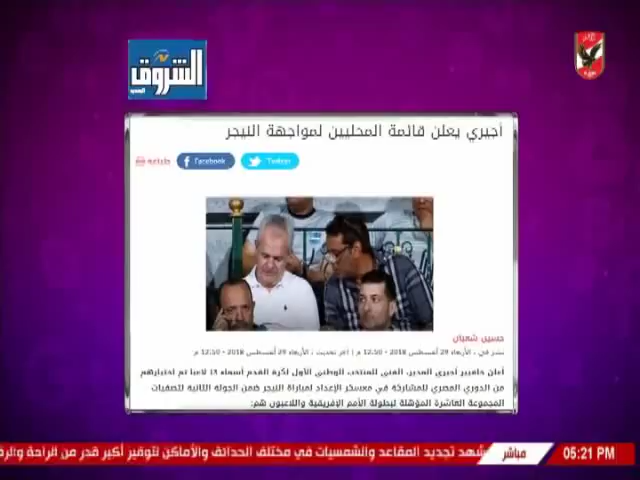 الشروق
أجيري يعلن قائمة المحليين لمواجهة النيجر
طباعة Facebook Twitter
حسين شعبان
نشر في : الأربعاء 29 أغسطس 2018 - 12:50 م | آخر تحديث : الأربعاء 29 أغسطس 2018 - 12:50 م
أعلن خافيير أجيري المدير الفني للمنتخب الوطني الأول لكرة القدم أسماء 13 لاعبا تم اختيارهم
من الدوري المصري للمشاركة في معسكر الإعداد لمباراة النيجر ضمن الجولة الثانية لتصفيات
المجموعة العاشرة المؤهلة لبطولة الأمم الإفريقية واللاعبون هم:
شهد تجديد المقاعد والشمسيات في مختلف الحدائق والأماكن لتوفير أكبر قدر من الراحة والرف
مباشر
05:21 PM